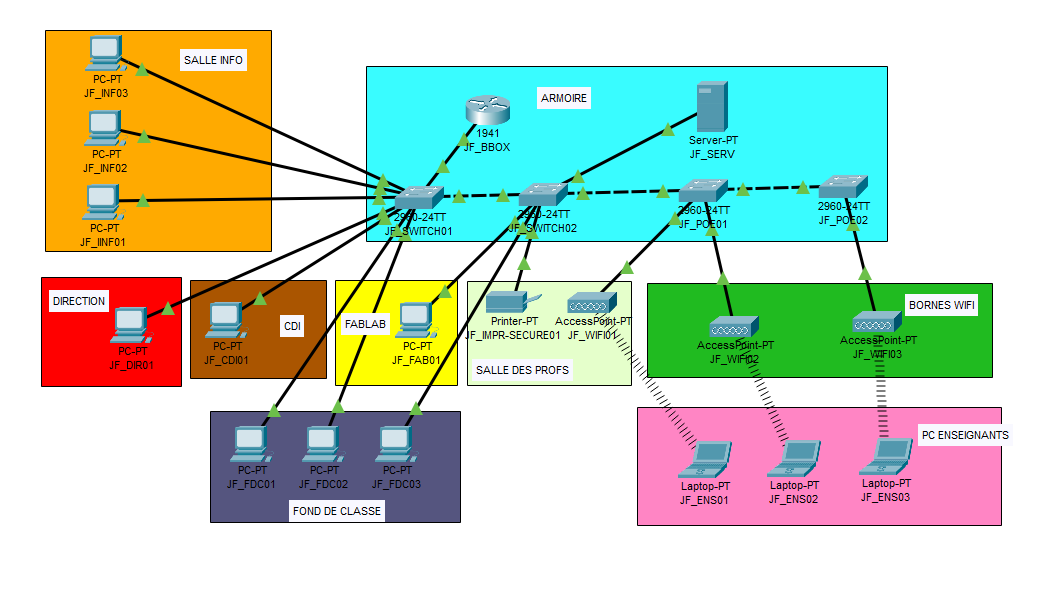 SALLE INFO
PC-PT
JF_INF03
PC-PT
JF_INF02
PC-PT
JF_IINF01
ARMOIRE
1941
JF_BBOX
Server-PT
JF_SERV
2960-24TT
JF_SWITCH01
2960-24TT
JF_SWITCH02
2960-24TT
JF_POE01
2960-24TT
JF_POE02
DIRECTION
PC-PT
JF_DIR01
CDI
PC-PT
JF_CDI01
FABLAB
PC-PT
JF_FAB01
Printer-PT
JF_IMPR-SECURE01
AccessPoint-PT
JF_WIFI01
SALLE DES PROFS
BORNES WIFI
AccessPoint-PT
JF_WIFI02
AccessPoint-PT
JF_WIFI03
PC-PT
JF_FDC01
PC-PT
JF_FDC02
PC-PT
JF_FDC03
FOND DE CLASSE
PC ENSEIGNANTS
Laptop-PT
JF_ENS01
Laptop-PT
JF_ENS02
Laptop-PT
JF_ENS03